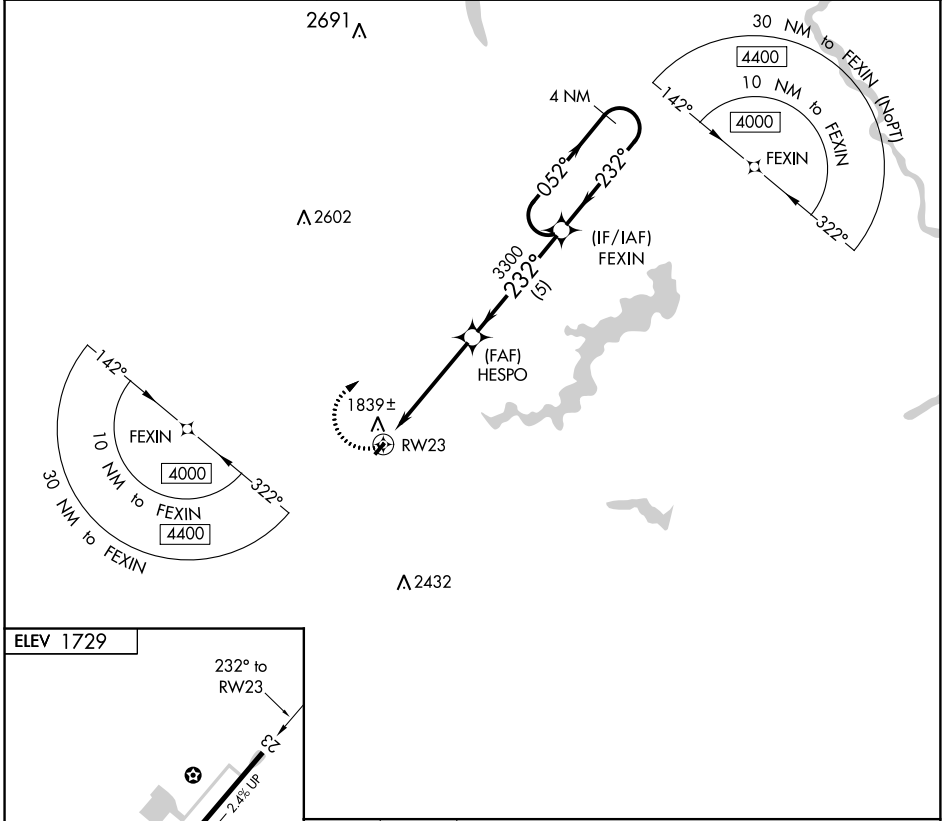 2691
30 NM to FEXIN (NoPT)
4400
10 NM to FEXIN
4000
142°
FEXIN
322°
4 NM
052°
232°
2602
(IF/IAF)
FEXIN
3300
232°
(5)
(FAF)
HESPO
1839±
RW23
142°
FEXIN
322°
4000
10 NM to FEXIN
4400
30 NM to FEXIN
2432
ELEV 1729
232° to
RW23
23
2.4% UP